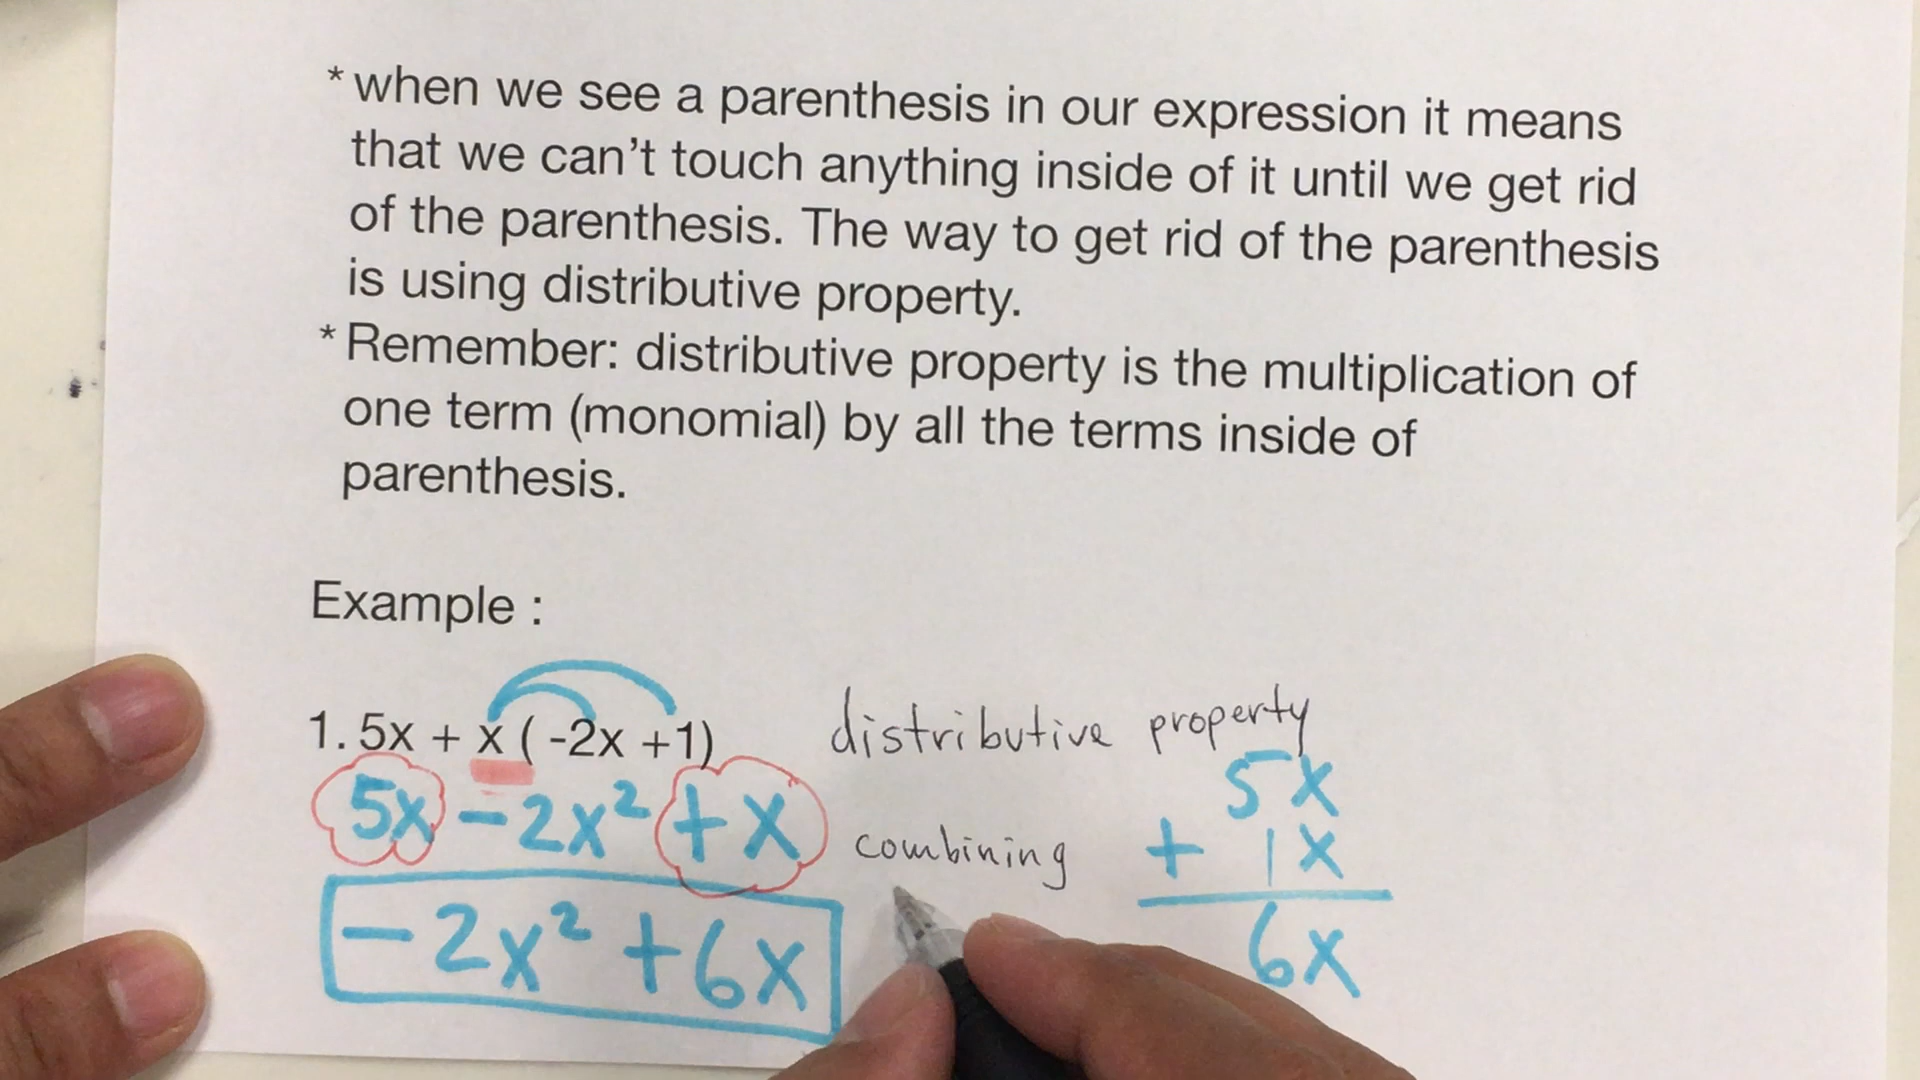 * when we see a parenthesis in our expression it means
that we can't touch anything inside of it until we get rid
of the parenthesis. The way to get rid of the parenthesis
is using distributive property.
* Remember: distributive property is the multiplication of
one term (monomial) by all the terms inside of
parenthesis.
Example :
1. 5x + x ( -2x +1) distributive property
5x - 2x² + x combining
-2x² + 6x
5x
+ 1x
6x